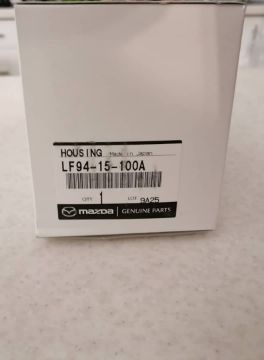 HOUSING Made in Japan
LF94-15-100A
QTY 1 LOT 9A25
mazda GENUINE PARTS